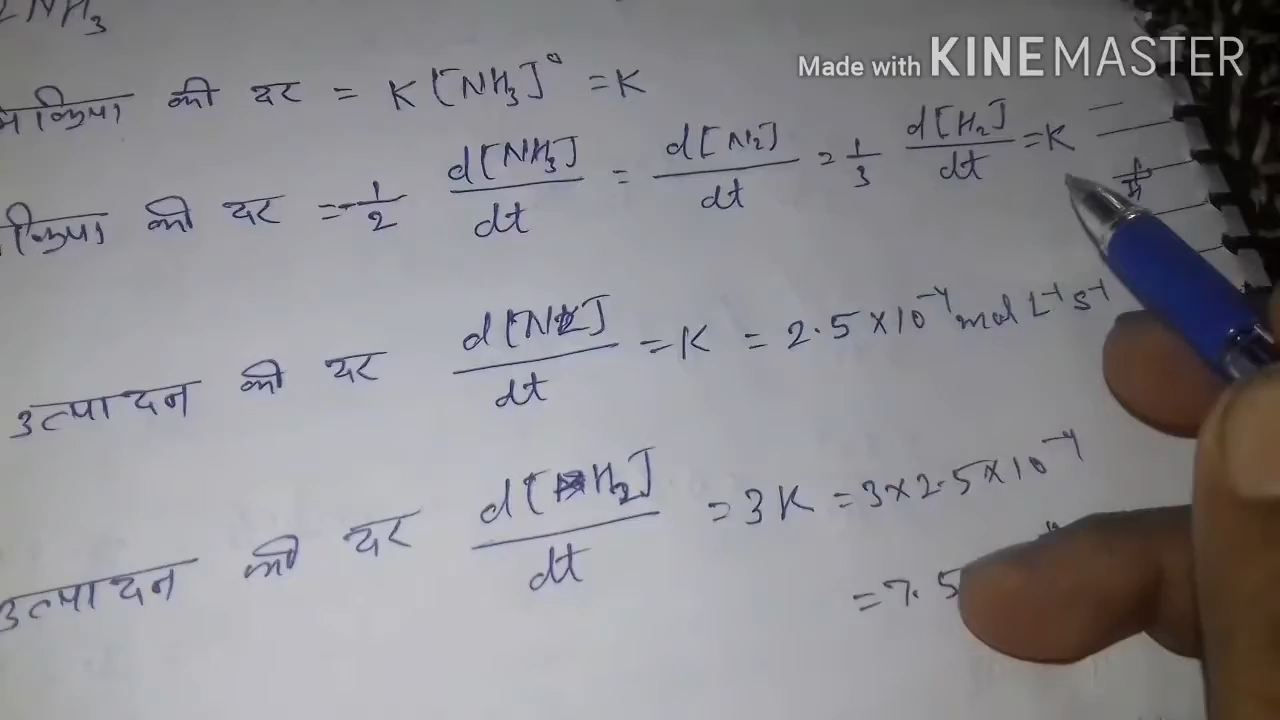 2NH₃
Made with KINEMASTER
की दर = K[NH₃]⁰ = K
की दर = -1/2 d[NH₃]/dt = d[N₂]/dt = 1/3 d[H₂]/dt = K
उत्पादन की दर d[N₂]/dt = K = 2.5 × 10⁻⁴ mol L⁻¹ S⁻¹
उत्पादन की दर d[H₂]/dt = 3K = 3 × 2.5 × 10⁻⁴
= 7.5